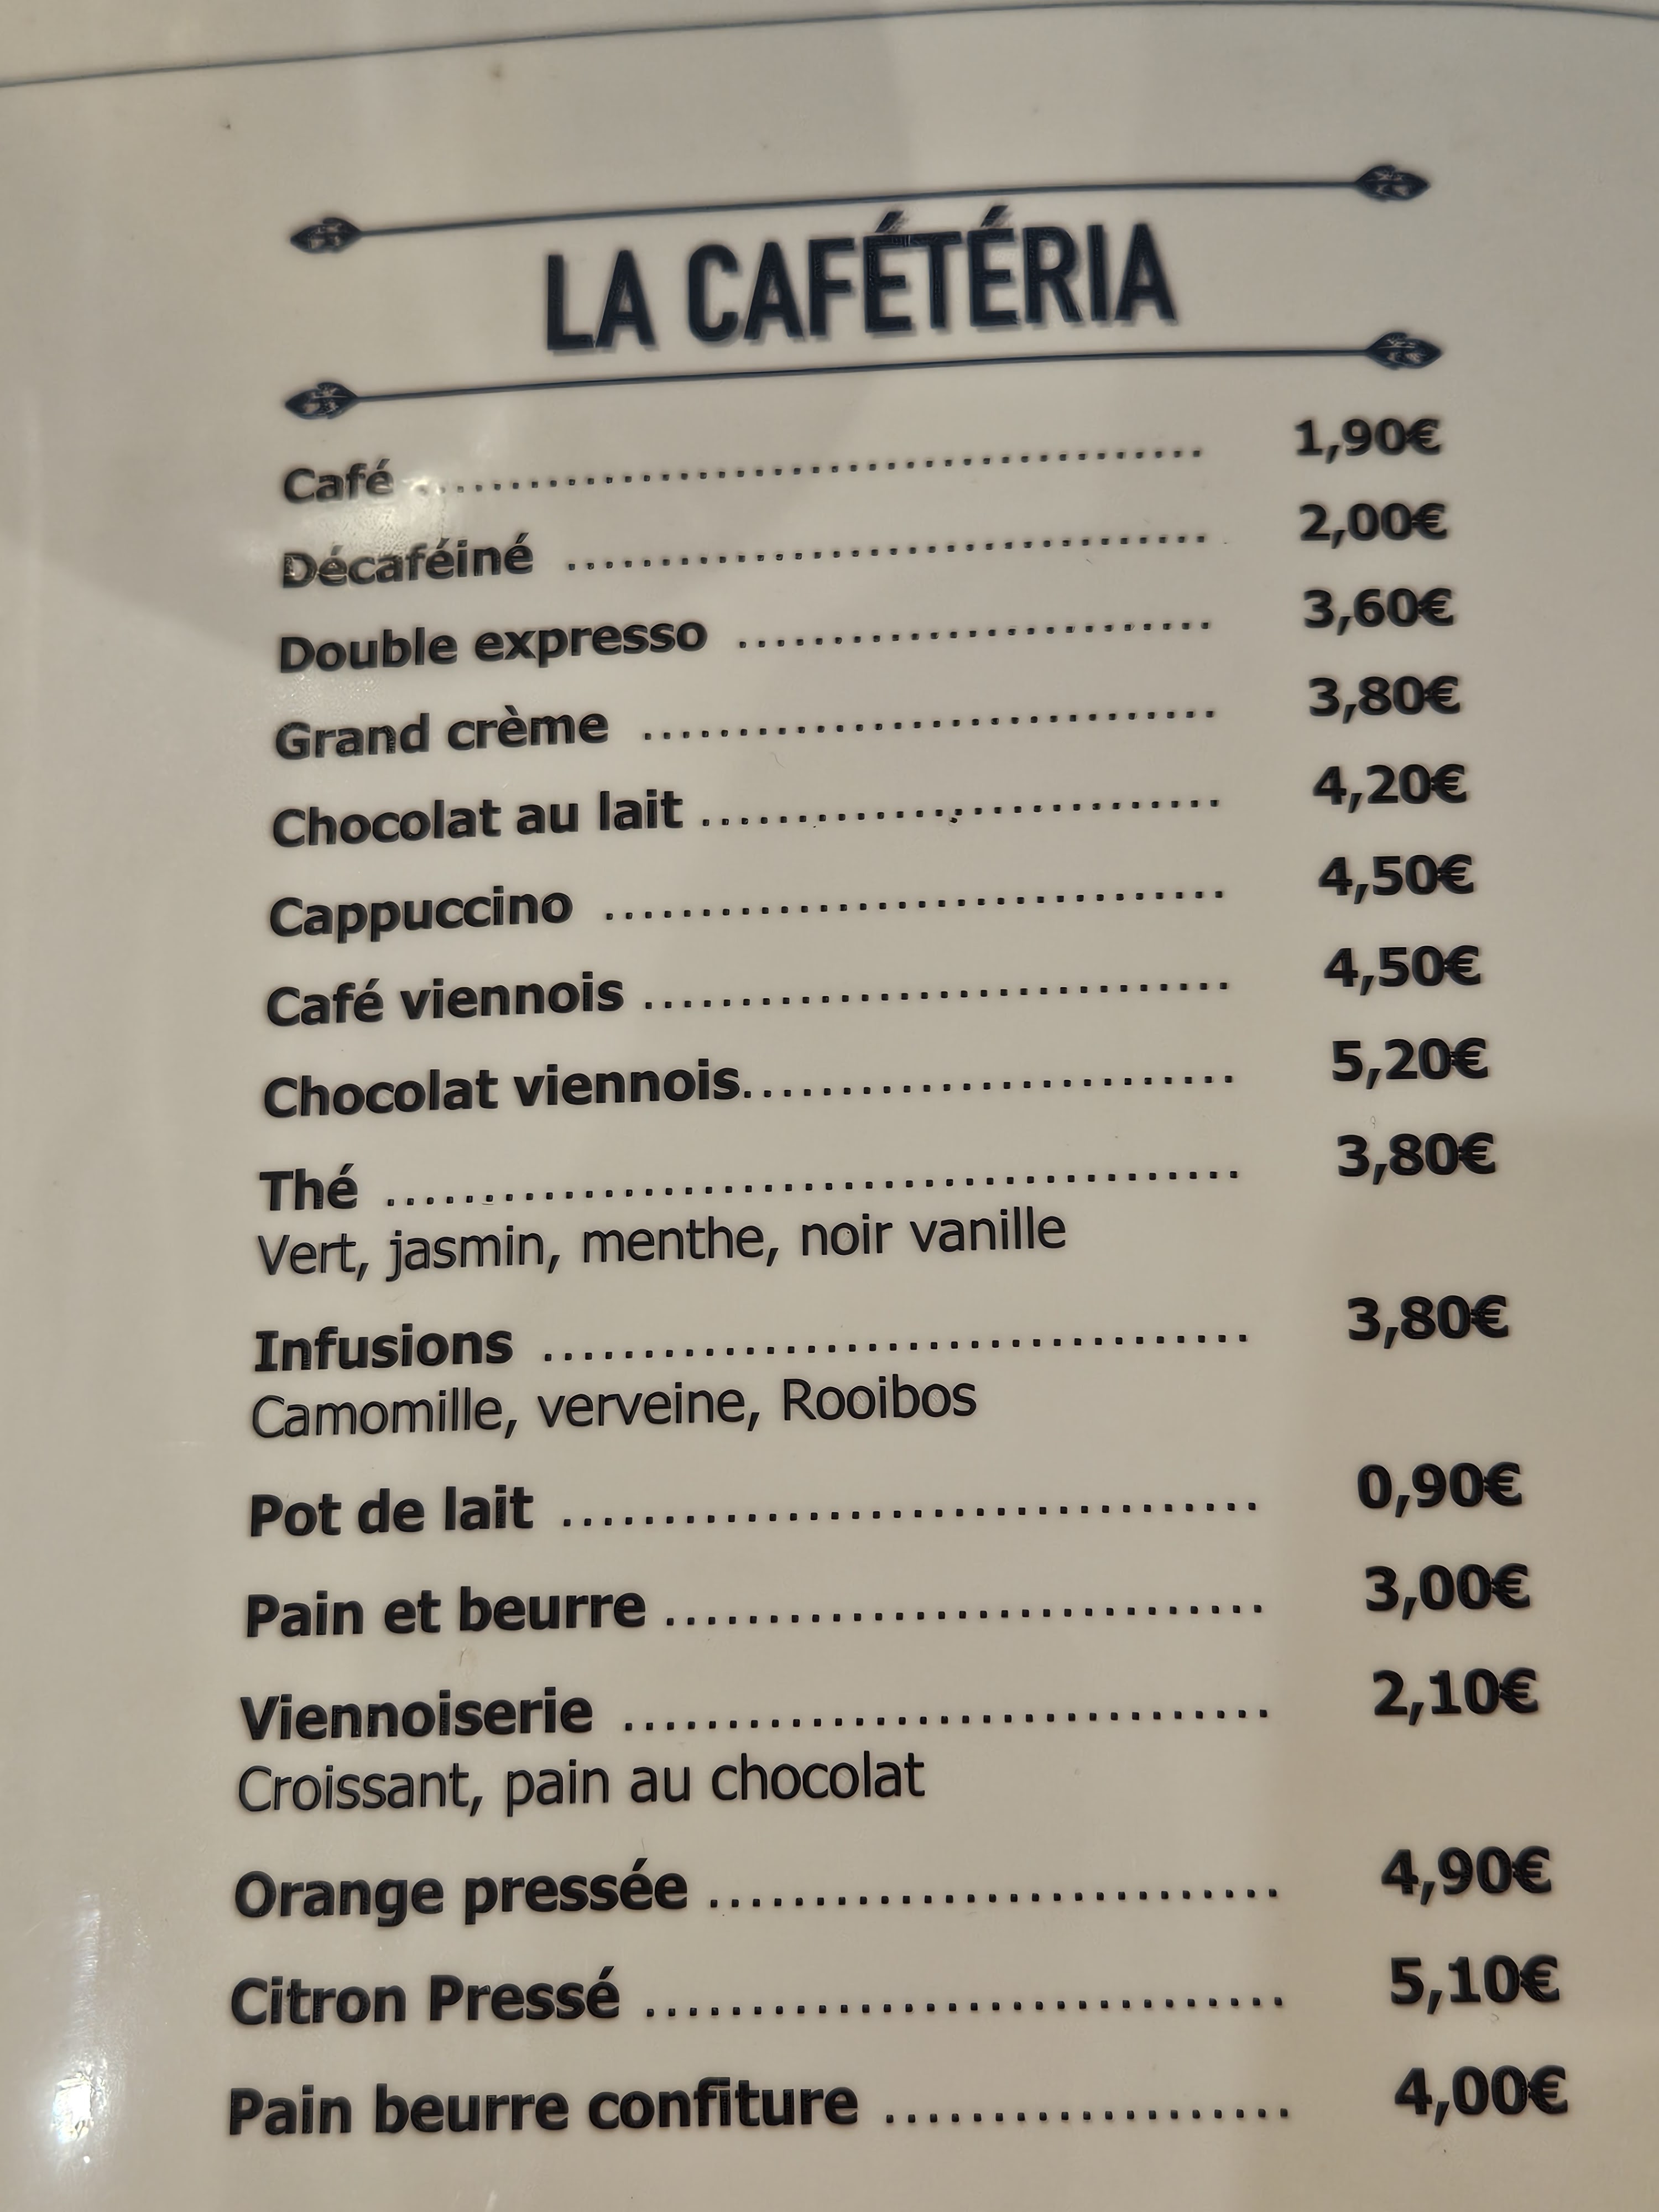 LA CAFÉTÉRIA
Café ........................................ 1,90€
Décaféiné ................................. 2,00€
Double expresso ......................... 3,60€
Grand crème .............................. 3,80€
Chocolat au lait ........................... 4,20€
Cappuccino ................................ 4,50€
Café viennois .............................. 4,50€
Chocolat viennois......................... 5,20€
Thé ........................................... 3,80€
Vert, jasmin, menthe, noir vanille
Infusions ................................... 3,80€
Camomille, verveine, Rooibos
Pot de lait .................................. 0,90€
Pain et beurre ............................. 3,00€
Viennoiserie ................................ 2,10€
Croissant, pain au chocolat
Orange pressée ........................... 4,90€
Citron Pressé ............................... 5,10€
Pain beurre confiture ................... 4,00€